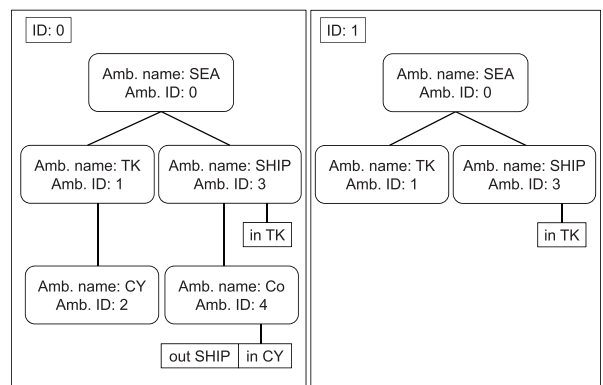 ID: 0
Amb. name: SEA
Amb. ID: 0
Amb. name: TK
Amb. ID: 1
Amb. name: SHIP
Amb. ID: 3
in TK
Amb. name: CY
Amb. ID: 2
Amb. name: Co
Amb. ID: 4
out SHIP in CY
ID: 1
Amb. name: SEA
Amb. ID: 0
Amb. name: TK
Amb. ID: 1
Amb. name: SHIP
Amb. ID: 3
in TK